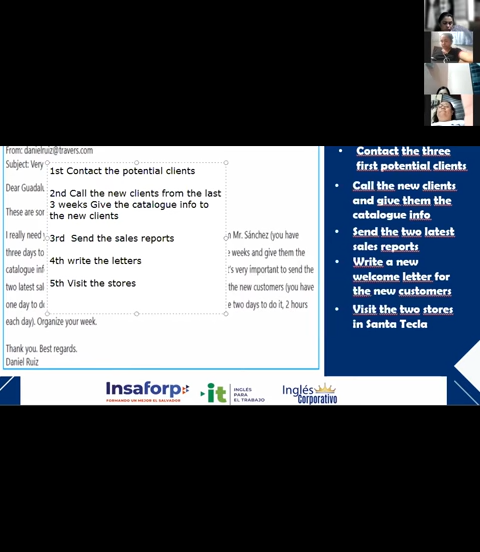 From: danielruiz@travers.com
Subject: Very
Dear Guadal
These are sor
I really need
n Mr. Sánchez (you have
three days to
e weeks and give them the
catalogue inf
t's very important to send the
two latest sal
the new customers (you have
one day to d
e two days to do it, 2 hours
each day). Organize your week.
Thank you. Best regards.
Daniel Ruiz
1st Contact the potential clients
2nd Call the new clients from the last
3 weeks Give the catalogue info to
the new clients
3rd  Send the sales reports
4th write the letters
5th Visit the stores
• Contact the three
first potential clients
• Call the new clients
and give them the
catalogue info
• Send the two latest
sales reports
• Write a new
welcome letter for
the new customers
• Visit the two stores
in Santa Tecla
Insaforp
FORMANDO UN MEJOR EL SALVADOR
it
INGLÉS
PARA
EL TRABAJO
Inglés
Corporativo